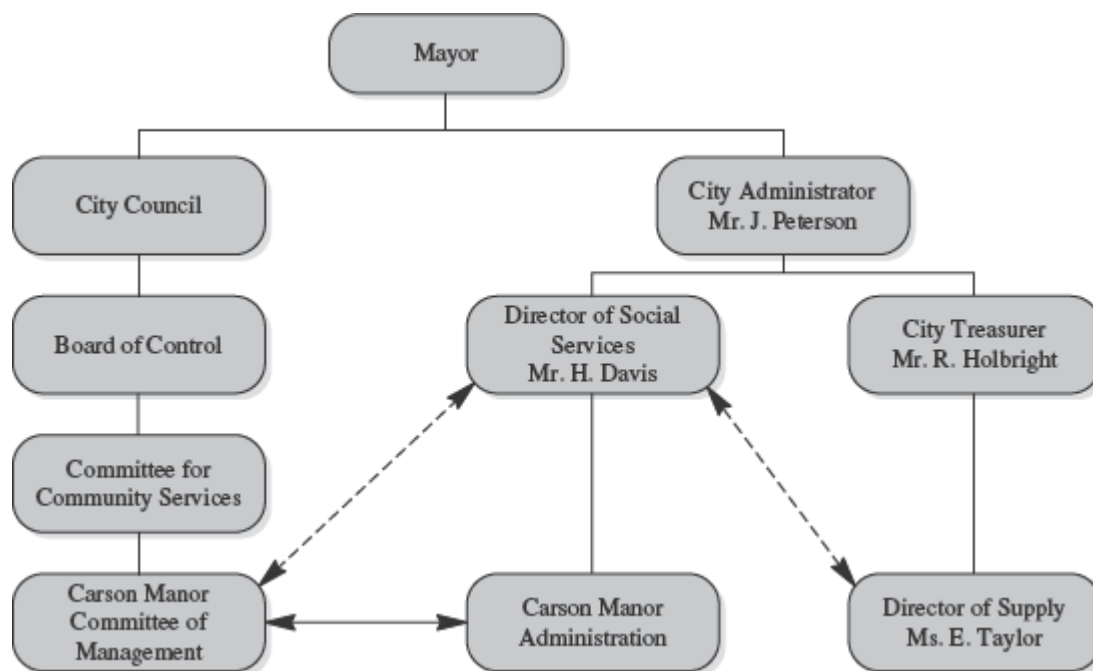 Mayor
City Council
City Administrator
Mr. J. Peterson
Board of Control
Director of Social
Services
Mr. H. Davis
City Treasurer
Mr. R. Holbright
Committee for
Community Services
Carson Manor
Committee of
Management
Carson Manor
Administration
Director of Supply
Ms. E. Taylor